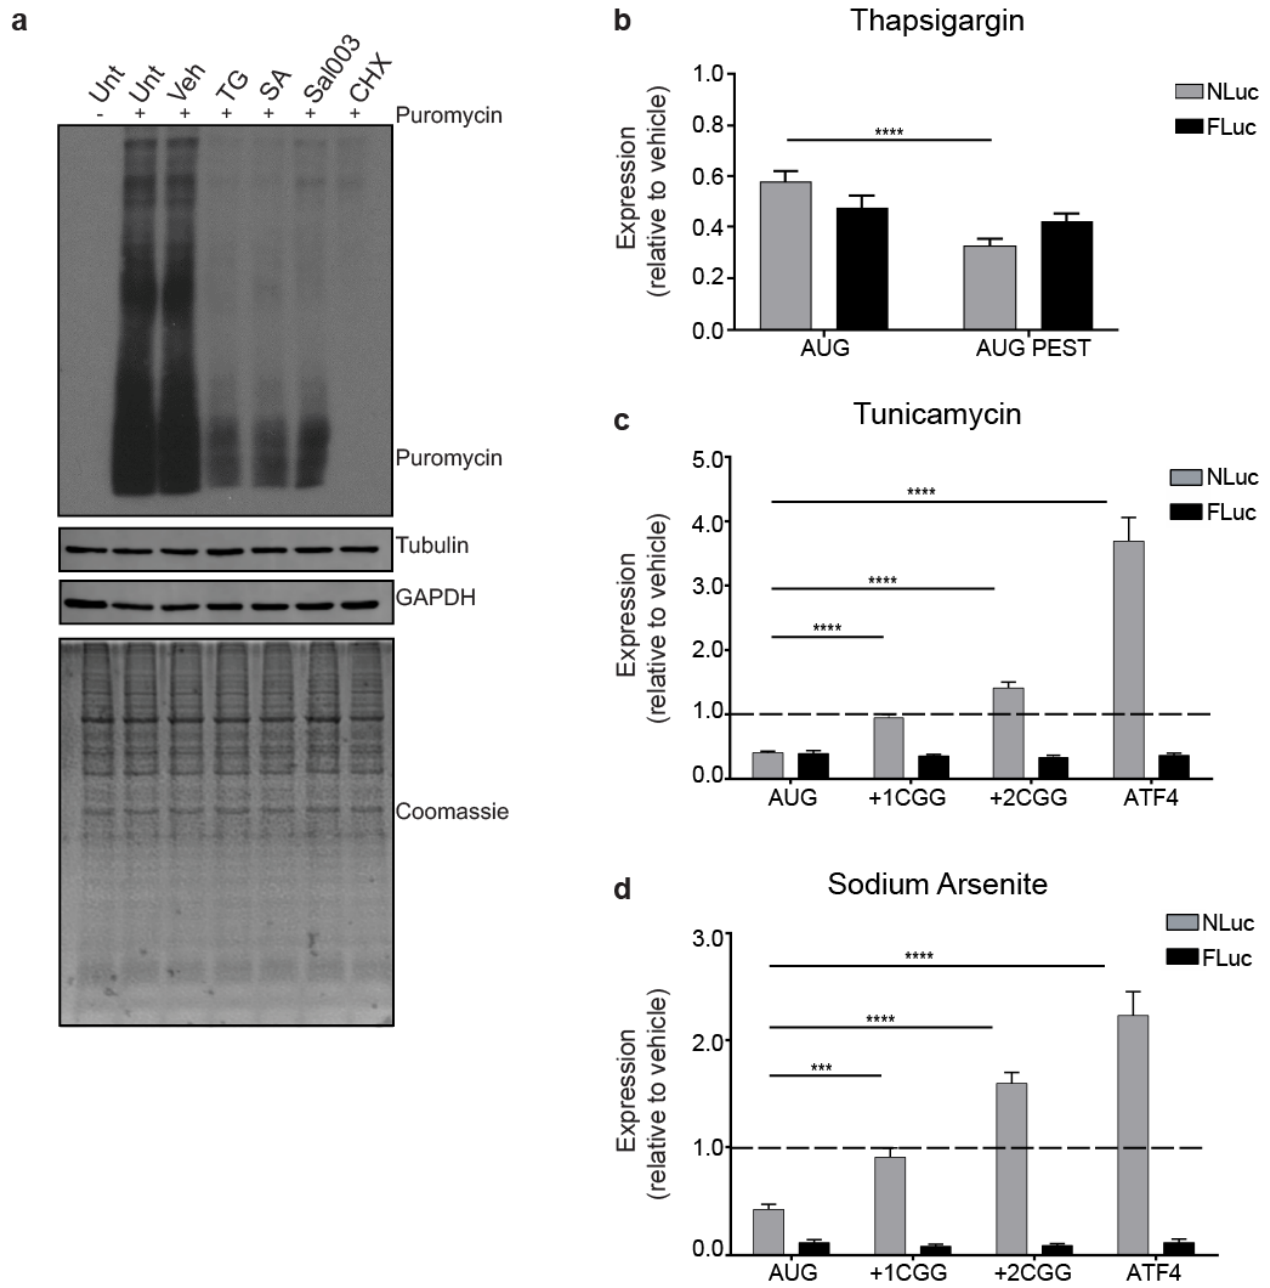 a
Unt
Unt
Veh
TG
SA
Sal003
CHX
- + + + + + + Puromycin
Puromycin
Tubulin
GAPDH
Coomassie
b
Thapsigargin
Expression
(relative to vehicle)
1.0
0.8
0.6
0.4
0.2
0.0
****
NLuc
FLuc
AUG
AUG PEST
c
Tunicamycin
Expression
(relative to vehicle)
5.0
4.0
3.0
2.0
1.0
0.0
****
****
****
NLuc
FLuc
AUG
+1CGG
+2CGG
ATF4
d
Sodium Arsenite
Expression
(relative to vehicle)
3.0
2.0
1.0
0.0
****
****
***
NLuc
FLuc
AUG
+1CGG
+2CGG
ATF4